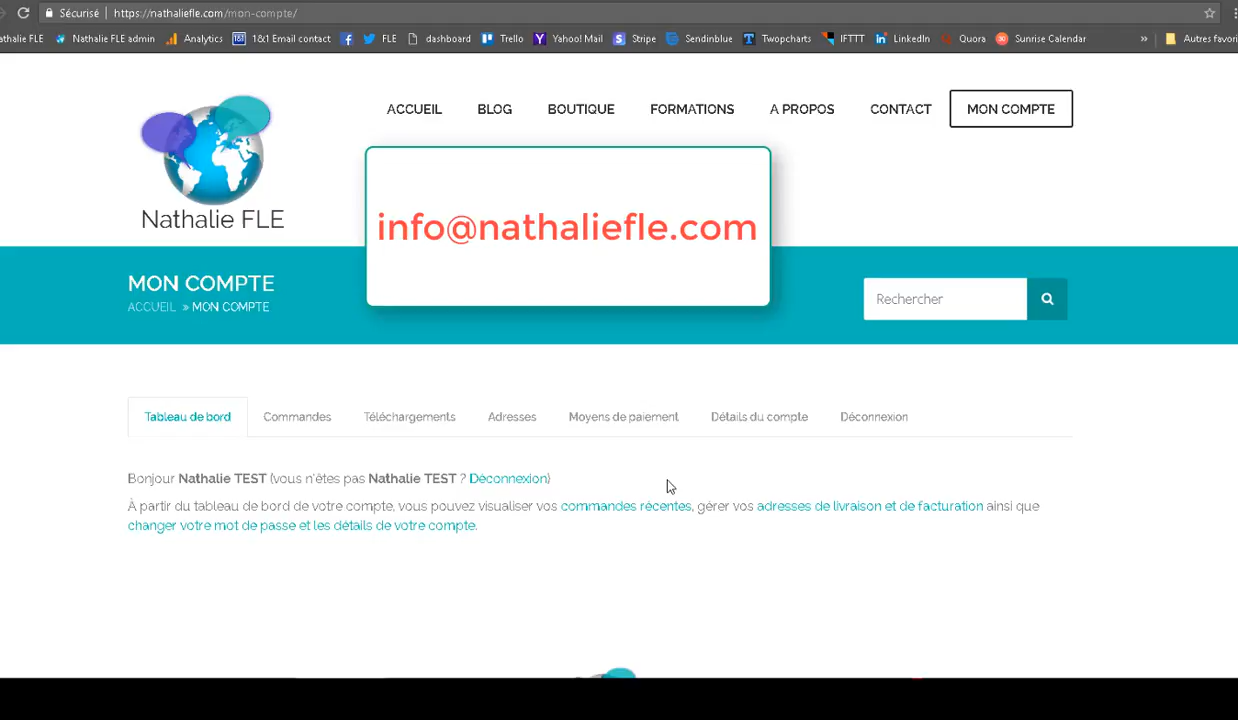 Sécurisé | https://nathaliefle.com/mon-compte/
athalie FLE Nathalie FLE admin Analytics 1&1 Email contact FLE dashboard Trello Yahoo! Mail Stripe Sendinblue Twopcharts IFTTT LinkedIn Quora Sunrise Calendar » Autres favori
ACCUEIL BLOG BOUTIQUE FORMATIONS A PROPOS CONTACT MON COMPTE
Nathalie FLE
info@nathaliefle.com
MON COMPTE
ACCUEIL » MON COMPTE
Rechercher
Tableau de bord Commandes Téléchargements Adresses Moyens de paiement Détails du compte Déconnexion
Bonjour Nathalie TEST (vous n'êtes pas Nathalie TEST ? Déconnexion)
À partir du tableau de bord de votre compte, vous pouvez visualiser vos commandes récentes, gérer vos adresses de livraison et de facturation ainsi que
changer votre mot de passe et les détails de votre compte.